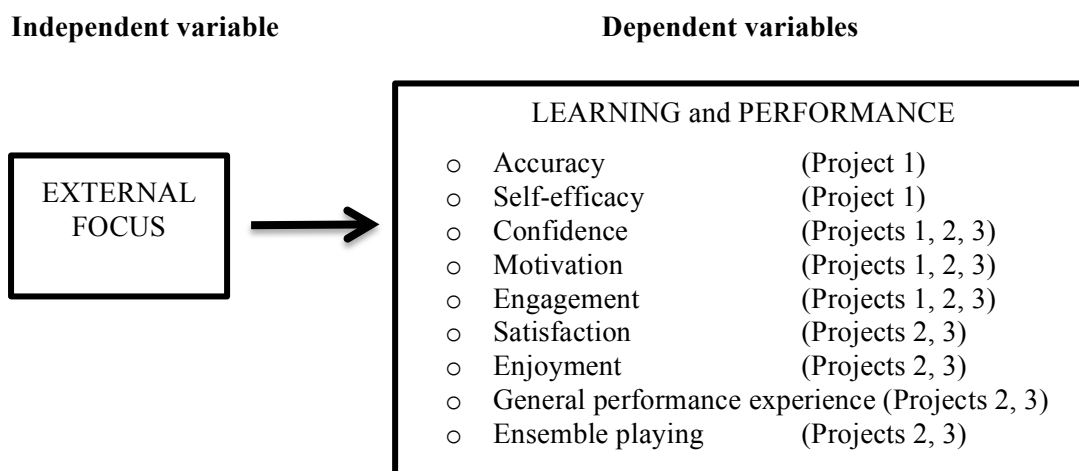 Independent variable
Dependent variables
EXTERNAL
FOCUS
LEARNING and PERFORMANCE
o Accuracy (Project 1)
o Self-efficacy (Project 1)
o Confidence (Projects 1, 2, 3)
o Motivation (Projects 1, 2, 3)
o Engagement (Projects 1, 2, 3)
o Satisfaction (Projects 2, 3)
o Enjoyment (Projects 2, 3)
o General performance experience (Projects 2, 3)
o Ensemble playing (Projects 2, 3)